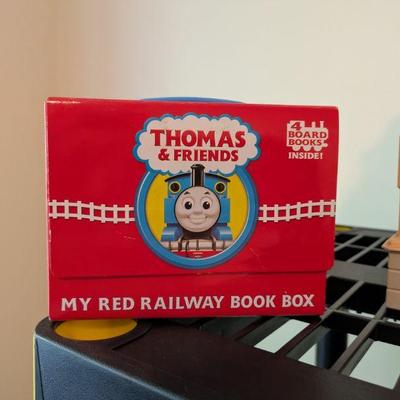 THOMAS
& FRIENDS
4
BOARD
BOOKS
INSIDE!
MY RED RAILWAY BOOK BOX